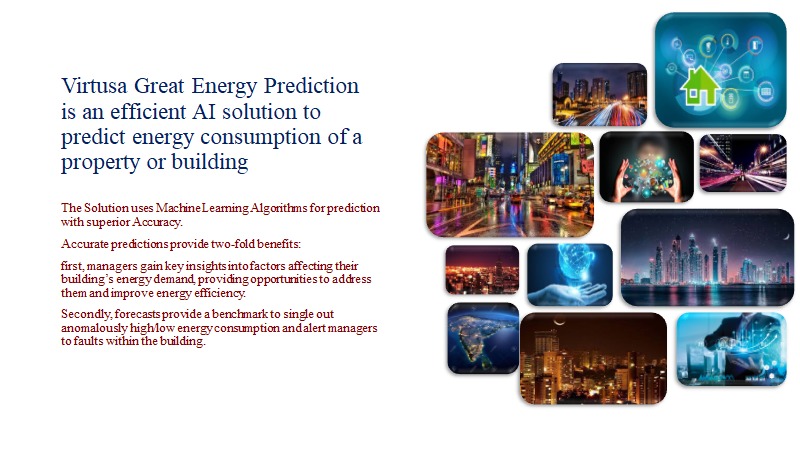 Virtusa Great Energy Prediction
is an efficient AI solution to
predict energy consumption of a
property or building
The Solution uses Machine Learning Algorithms for prediction
with superior Accuracy.
Accurate predictions provide two-fold benefits:
first, managers gain key insights into factors affecting their
building's energy demand, providing opportunities to address
them and improve energy efficiency.
Secondly, forecasts provide a benchmark to single out
anomalously high/low energy consumption and alert managers
to faults within the building.